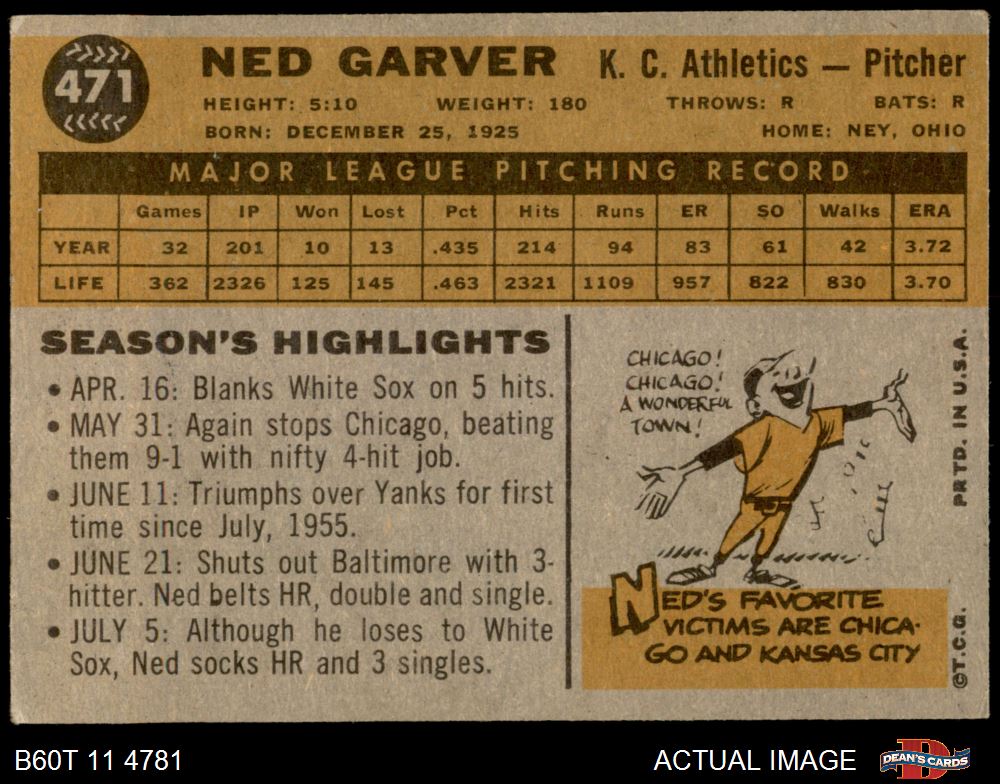 471
NED GARVER K. C. Athletics — Pitcher
HEIGHT: 5:10 WEIGHT: 180 THROWS: R BATS: R
BORN: DECEMBER 25, 1925 HOME: NEY, OHIO
MAJOR LEAGUE PITCHING RECORD
Games IP Won Lost Pct Hits Runs ER SO Walks ERA
YEAR 32 201 10 13 .435 214 94 83 61 42 3.72
LIFE 362 2326 125 145 .463 2321 1109 957 822 830 3.70
SEASON'S HIGHLIGHTS
• APR. 16: Blanks White Sox on 5 hits.
• MAY 31: Again stops Chicago, beating
them 9-1 with nifty 4-hit job.
• JUNE 11: Triumphs over Yanks for first
time since July, 1955.
• JUNE 21: Shuts out Baltimore with 3-
hitter. Ned belts HR, double and single.
• JULY 5: Although he loses to White
Sox, Ned socks HR and 3 singles.
CHICAGO!
CHICAGO!
A WONDERFUL
TOWN!
NED'S FAVORITE
VICTIMS ARE CHICA-
GO AND KANSAS CITY
©T.C.G. PRTD. IN U.S.A.
B60T 11 4781 ACTUAL IMAGE DEAN'S CARDS